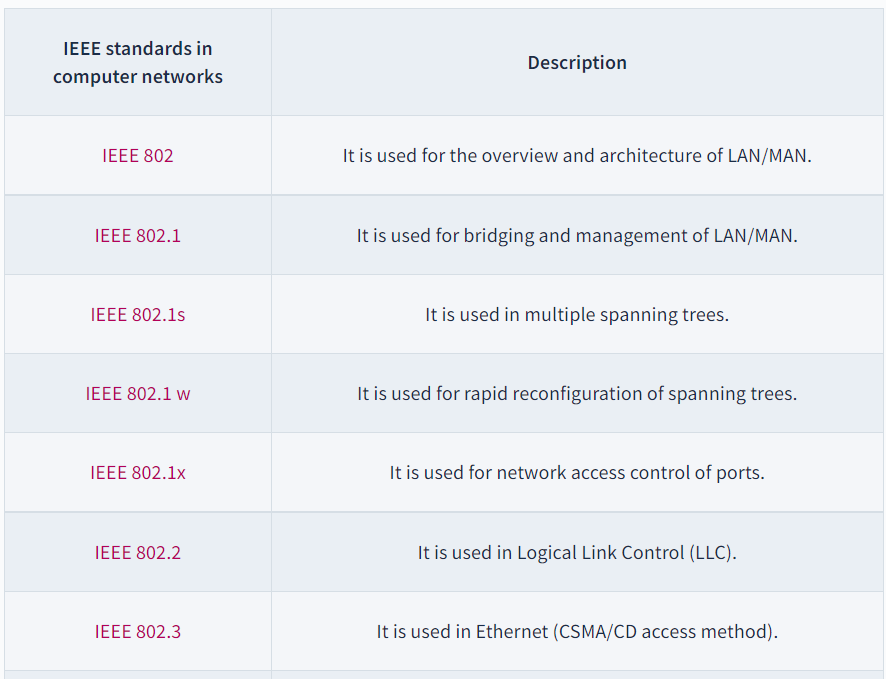 IEEE standards in
computer networks
Description
IEEE 802
It is used for the overview and architecture of LAN/MAN.
IEEE 802.1
It is used for bridging and management of LAN/MAN.
IEEE 802.1s
It is used in multiple spanning trees.
IEEE 802.1 w
It is used for rapid reconfiguration of spanning trees.
IEEE 802.1x
It is used for network access control of ports.
IEEE 802.2
It is used in Logical Link Control (LLC).
IEEE 802.3
It is used in Ethernet (CSMA/CD access method).